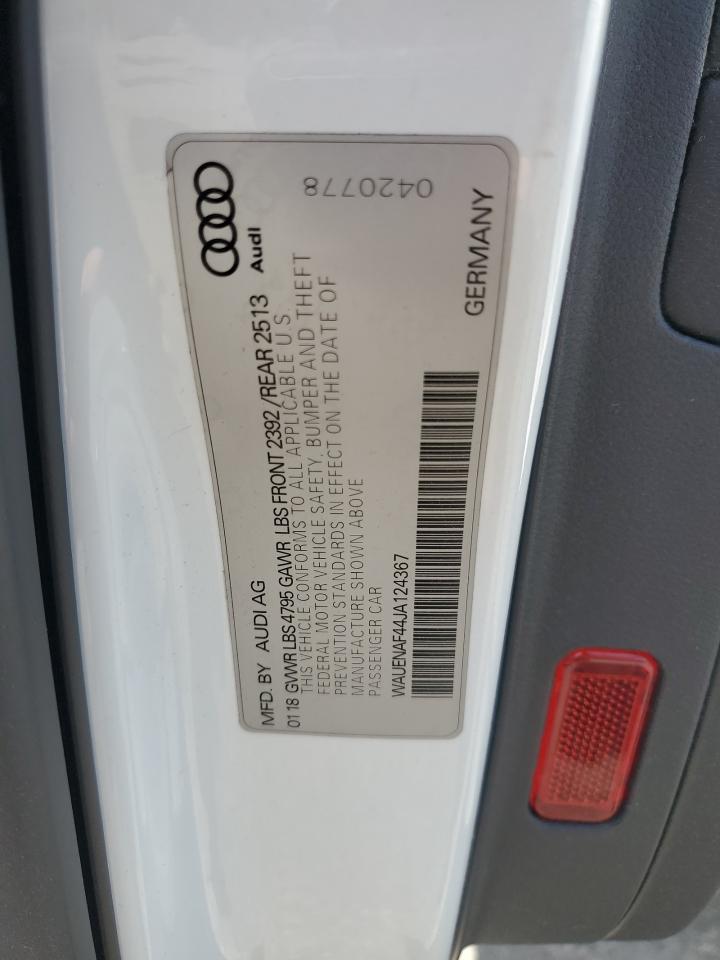 MFD. BY AUDI AG
Audi
01 18 GVWR LBS 4795 GAWR LBS FRONT 2392 /REAR 2513
THIS VEHICLE CONFORMS TO ALL APPLICABLE U.S.
FEDERAL MOTOR VEHICLE SAFETY, BUMPER AND THEFT
PREVENTION STANDARDS IN EFFECT ON THE DATE OF
MANUFACTURE SHOWN ABOVE
PASSENGER CAR
WAUENAF44JA124367
GERMANY
0420778